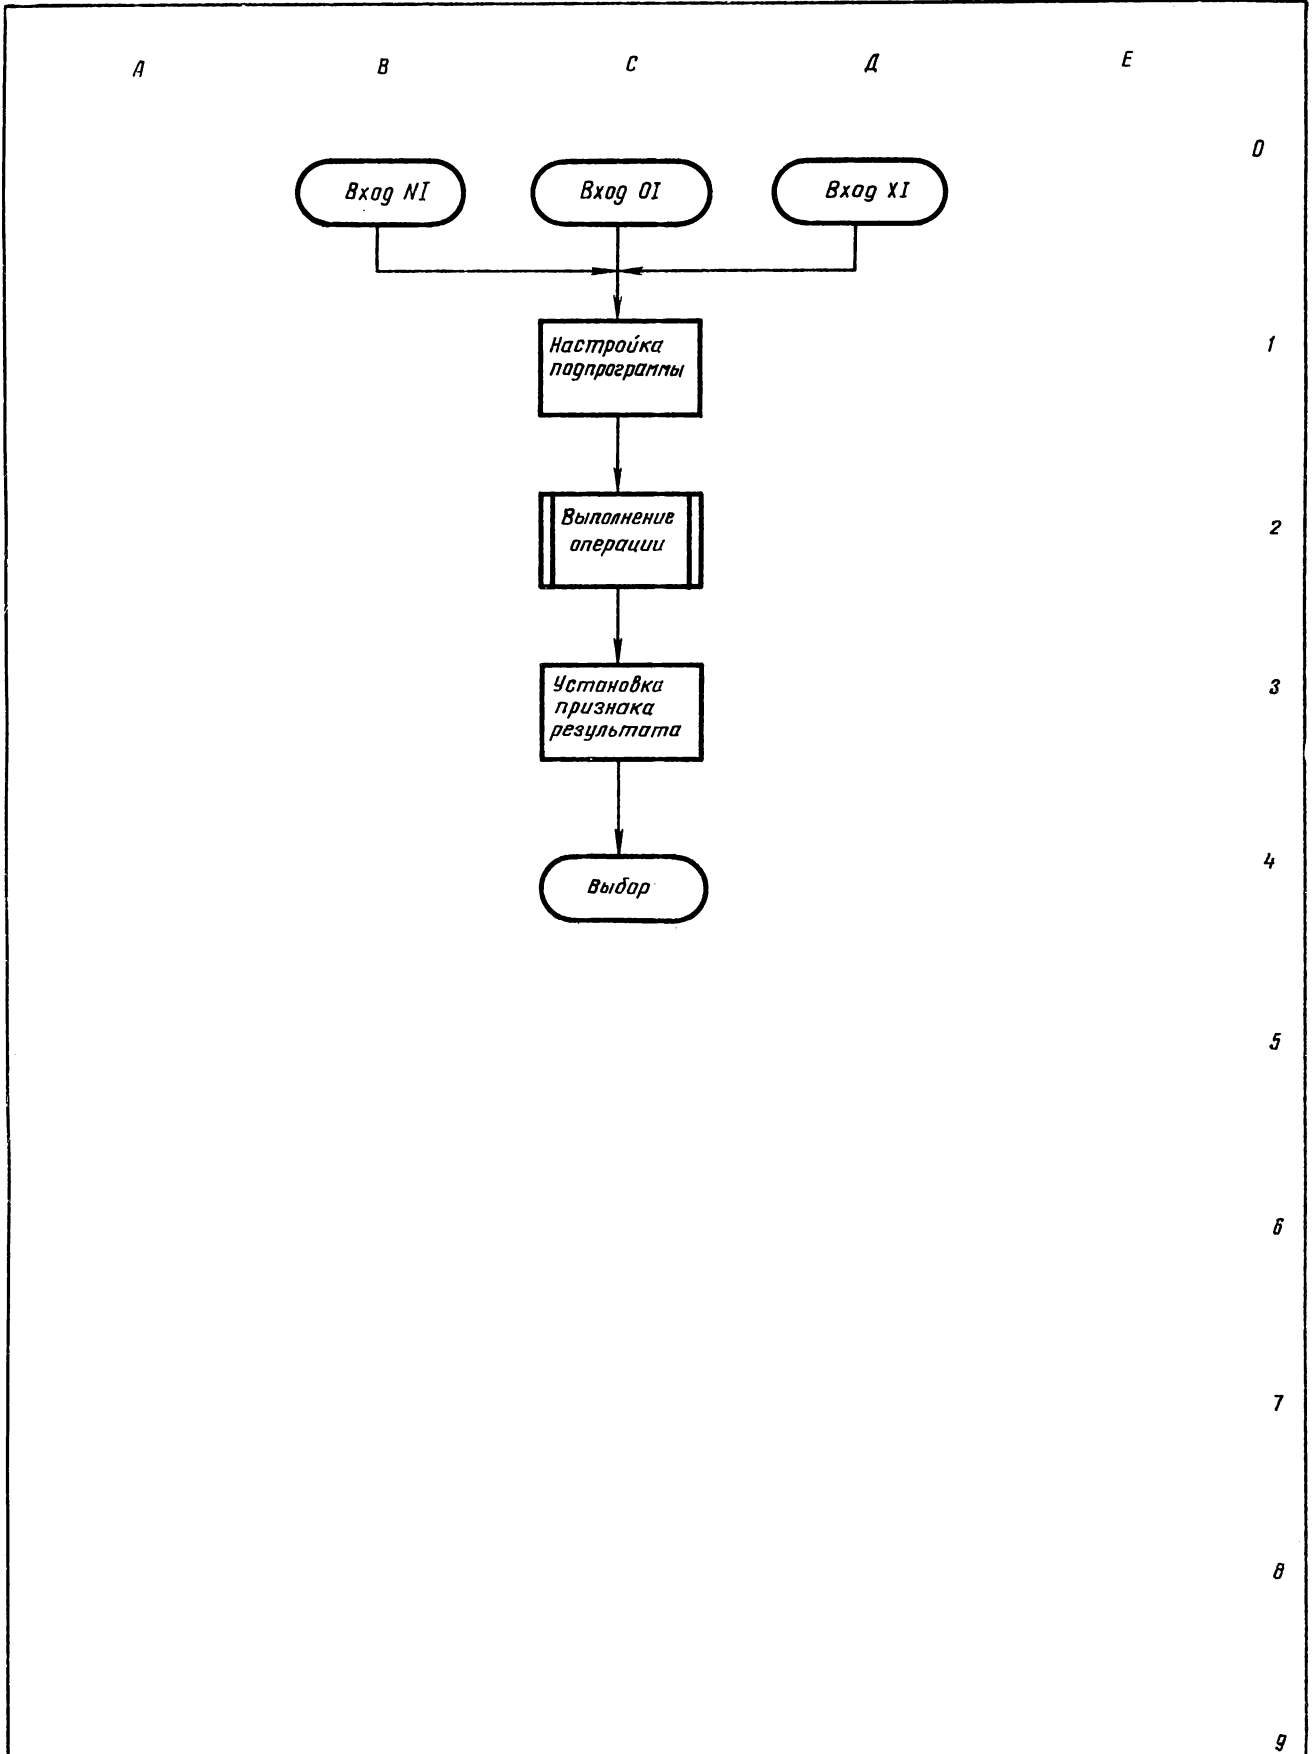 А В С Д Е
0
Вход NI Вход OI Вход XI
1
Настройка
подпрограммы
2
Выполнение
операции
3
Установка
признака
результата
4
Выбор
5
6
7
8
9